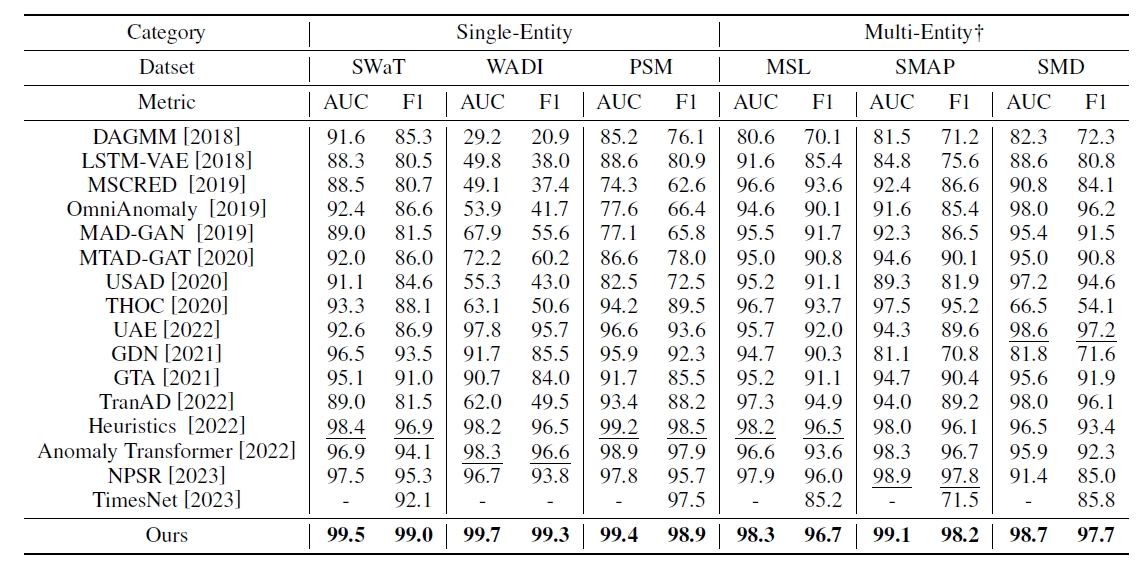 Category Single-Entity Multi-Entity†
Datset SWaT WADI PSM MSL SMAP SMD
Metric AUC F1 AUC F1 AUC F1 AUC F1 AUC F1 AUC F1
DAGMM [2018] 91.6 85.3 29.2 20.9 85.2 76.1 80.6 70.1 81.5 71.2 82.3 72.3
LSTM-VAE [2018] 88.3 80.5 49.8 38.0 88.6 80.9 91.6 85.4 84.8 75.6 88.6 80.8
MSCRED [2019] 88.5 80.7 49.1 37.4 74.3 62.6 96.6 93.6 92.4 86.6 90.8 84.1
OmniAnomaly [2019] 92.4 86.6 53.9 41.7 77.6 66.4 94.6 90.1 91.6 85.4 98.0 96.2
MAD-GAN [2019] 89.0 81.5 67.9 55.6 77.1 65.8 95.5 91.7 92.3 86.5 95.4 91.5
MTAD-GAT [2020] 92.0 86.0 72.2 60.2 86.6 78.0 95.0 90.8 94.6 90.1 95.0 90.8
USAD [2020] 91.1 84.6 55.3 43.0 82.5 72.5 95.2 91.1 89.3 81.9 97.2 94.6
THOC [2020] 93.3 88.1 63.1 50.6 94.2 89.5 96.7 93.7 97.5 95.2 66.5 54.1
UAE [2022] 92.6 86.9 97.8 95.7 96.6 93.6 95.7 92.0 94.3 89.6 98.6 97.2
GDN [2021] 96.5 93.5 91.7 85.5 95.9 92.3 94.7 90.3 81.1 70.8 81.8 71.6
GTA [2021] 95.1 91.0 90.7 84.0 91.7 85.5 95.2 91.1 94.7 90.4 95.6 91.9
TranAD [2022] 89.0 81.5 62.0 49.5 93.4 88.2 97.3 94.9 94.0 89.2 98.0 96.1
Heuristics [2022] 98.4 96.9 98.2 96.5 99.2 98.5 98.2 96.5 98.0 96.1 96.5 93.4
Anomaly Transformer [2022] 96.9 94.1 98.3 96.6 98.9 97.9 96.6 93.6 98.3 96.7 95.9 92.3
NPSR [2023] 97.5 95.3 96.7 93.8 97.8 95.7 97.9 96.0 98.9 97.8 91.4 85.0
TimesNet [2023] - 92.1 - - - 97.5 - 85.2 - 71.5 - 85.8
Ours 99.5 99.0 99.7 99.3 99.4 98.9 98.3 96.7 99.1 98.2 98.7 97.7